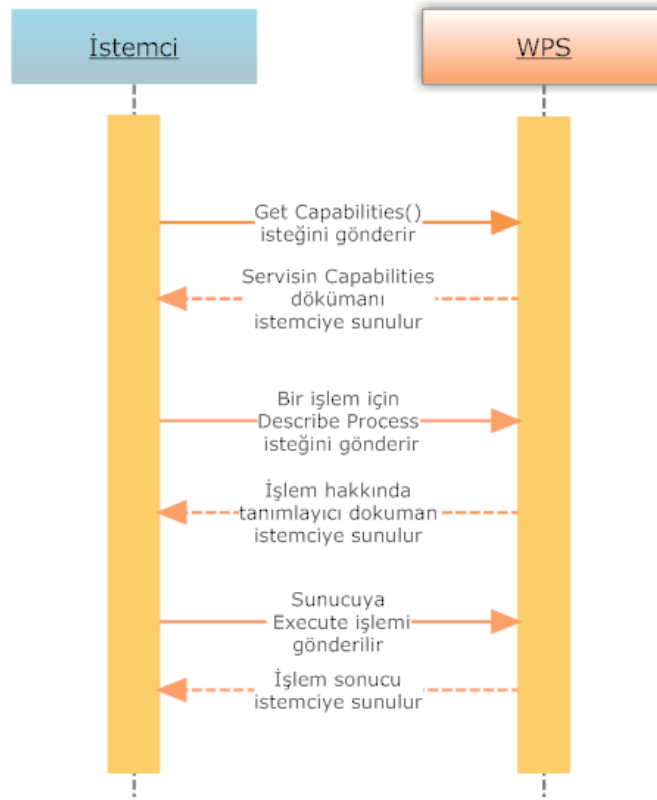 İstemci
WPS
Get Capabilities()
isteğini gönderir
Servisin Capabilities
dökümanı
istemciye sunulur
Bir işlem için
Describe Process
isteğini gönderir
İşlem hakkında
tanımlayıcı dokuman
istemciye sunulur
Sunucuya
Execute işlemi
gönderilir
İşlem sonucu
istemciye sunulur